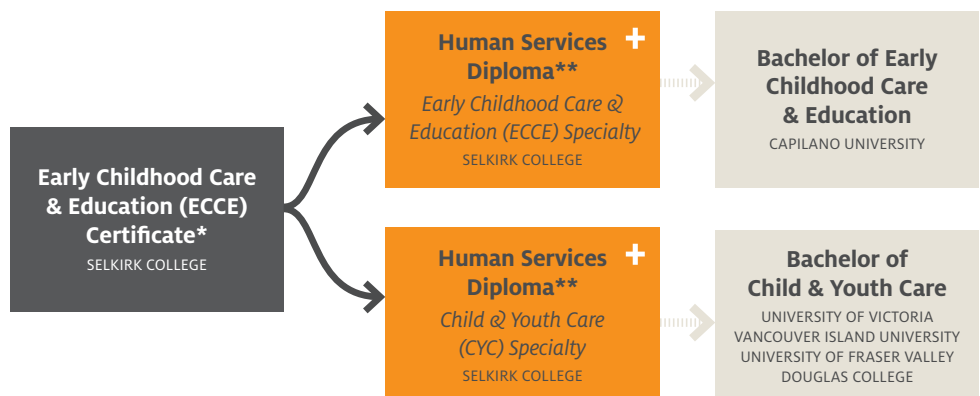 Early Childhood Care
& Education (ECCE)
Certificate*
SELKIRK COLLEGE
Human Services
Diploma**
Early Childhood Care &
Education (ECCE) Specialty
SELKIRK COLLEGE
Bachelor of Early
Childhood Care
& Education
CAPILANO UNIVERSITY
Human Services
Diploma**
Child & Youth Care
(CYC) Specialty
SELKIRK COLLEGE
Bachelor of
Child & Youth Care
UNIVERSITY OF VICTORIA
VANCOUVER ISLAND UNIVERSITY
UNIVERSITY OF FRASER VALLEY
DOUGLAS COLLEGE